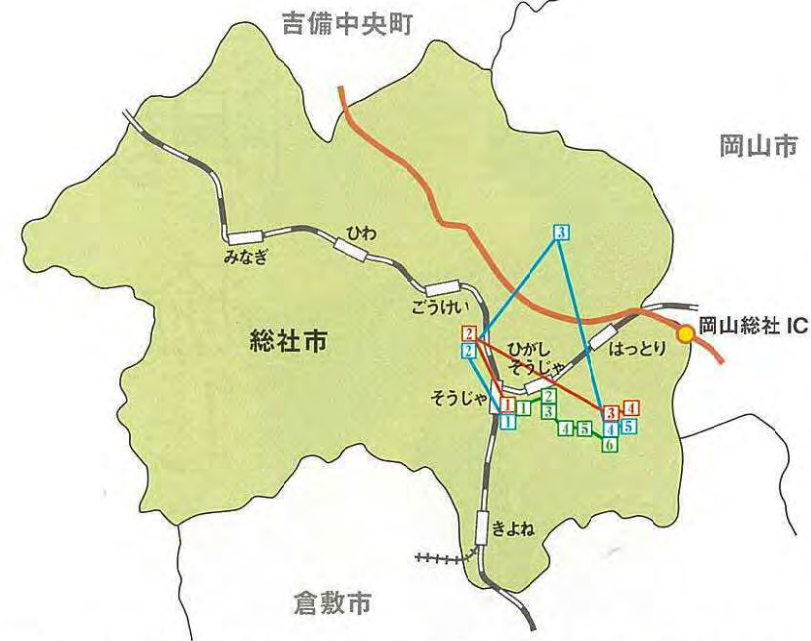 吉備中央町
岡山市
3
みなぎ
ひわ
ごうけい
総社市
2
2
ひがし
そうじゃ
はっとり
岡山総社 IC
そうじゃ
1
1
1
2
3
4
5
3
4
4
5
6
きよね
倉敷市